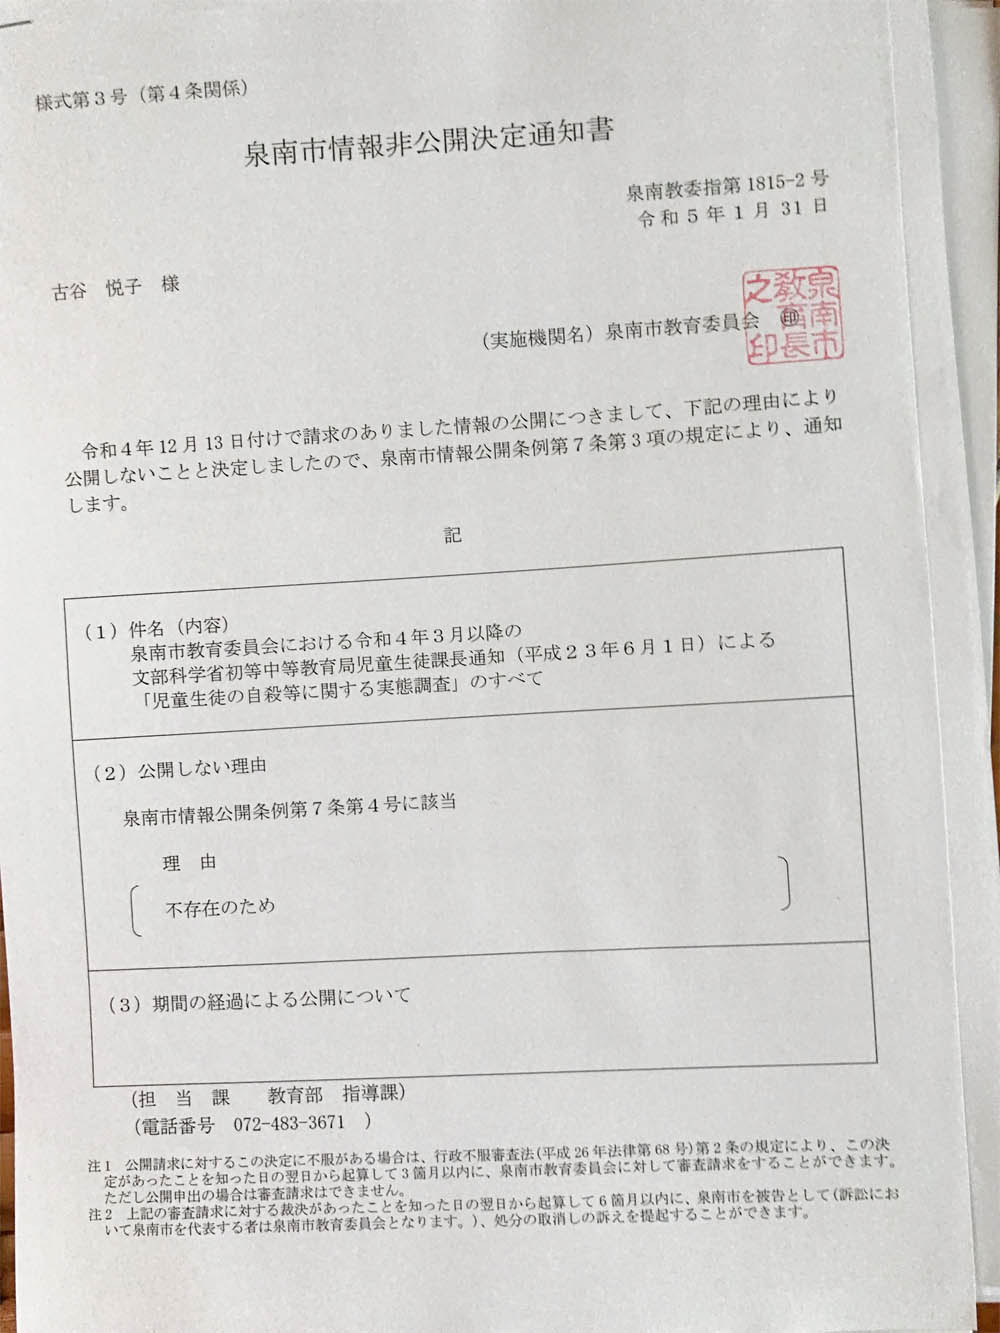 様式第３号（第４条関係）
泉南市情報非公開決定通知書
泉南教委指第1815-2号
令和５年１月31日
古谷　悦子　様
（実施機関名）泉南市教育委員会　㊞
泉南市
教育長
之印
令和４年12月13日付けで請求のありました情報の公開につきまして、下記の理由により
公開しないことと決定しましたので、泉南市情報公開条例第７条第３項の規定により、通知
します。
記
（１）件名（内容）
泉南市教育委員会における令和４年３月以降の
文部科学省初等中等教育局児童生徒課長通知（平成２３年６月１日）による
「児童生徒の自殺等に関する実態調査」のすべて
（２）公開しない理由
泉南市情報公開条例第７条第４号に該当
理　由
不存在のため
（３）期間の経過による公開について
（担　当　課　　教育部　指導課）
（電話番号　072-483-3671　）
注１　公開請求に対するこの決定に不服がある場合は、行政不服審査法(平成26年法律第68号)第２条の規定により、この決
定があったことを知った日の翌日から起算して３箇月以内に、泉南市教育委員会に対して審査請求をすることができます。
ただし公開申出の場合は審査請求はできません。
注２　上記の審査請求に対する裁決があったことを知った日の翌日から起算して６箇月以内に、泉南市を被告として(訴訟にお
いて泉南市を代表する者は泉南市教育委員会となります。)、処分の取消しの訴えを提起することができます。